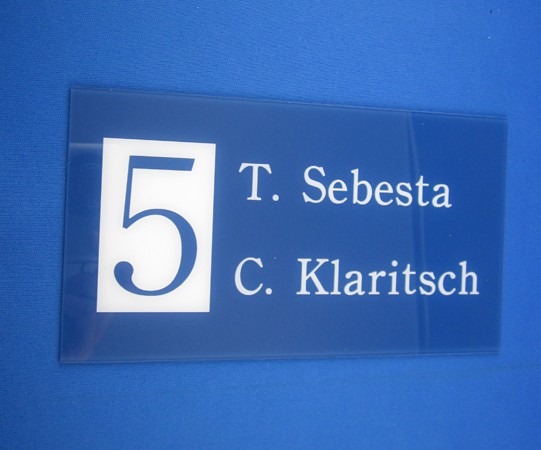 5
T. Sebesta
C. Klaritsch